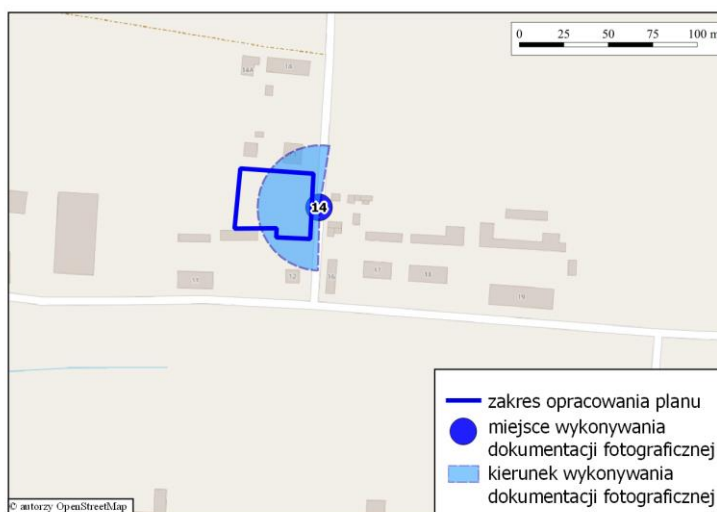 0 25 50 75 100 m
14
zakres opracowania planu
miejsce wykonywania
dokumentacji fotograficznej
kierunek wykonywania
dokumentacji fotograficznej
© autorzy OpenStreetMap